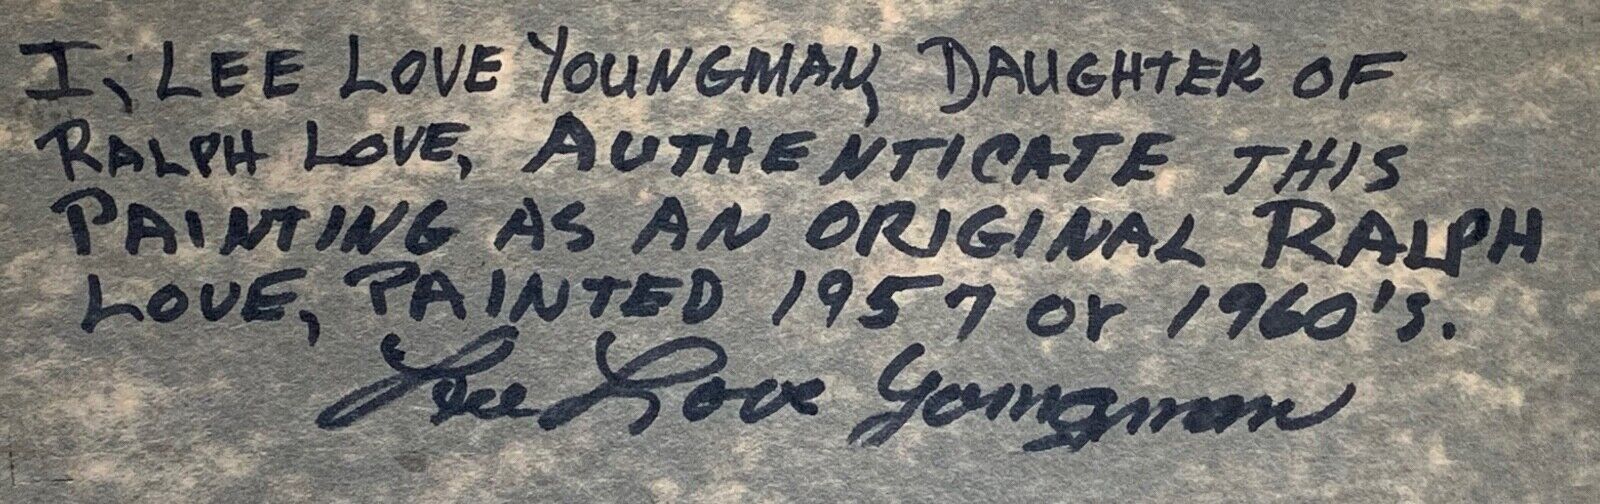 I, LEE LOVE YOUNGMAN, DAUGHTER OF
RALPH LOVE, AUTHENTICATE THIS
PAINTING AS AN ORIGINAL RALPH
LOVE, PAINTED 1957 or 1960's.
Lee Love Youngman